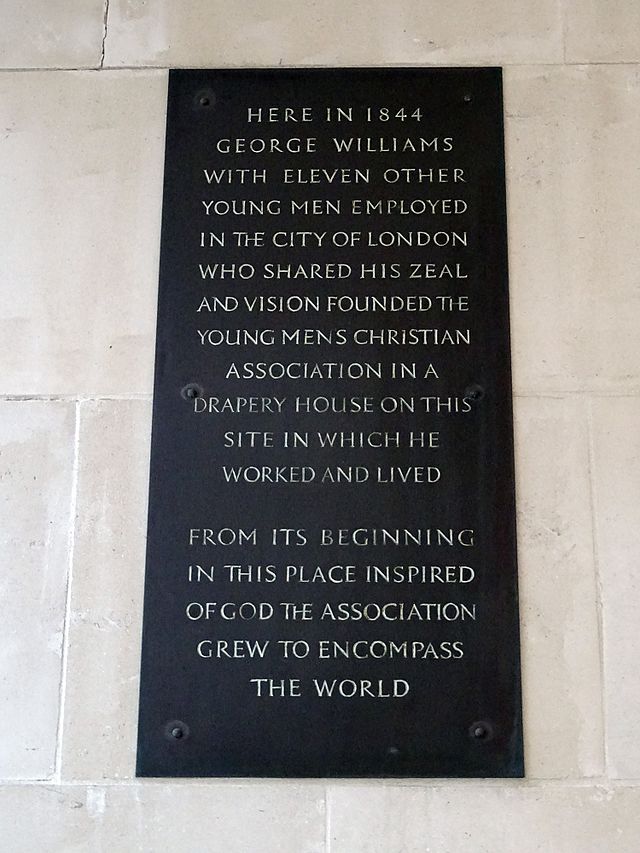 HERE IN 1844
GEORGE WILLIAMS
WITH ELEVEN OTHER
YOUNG MEN EMPLOYED
IN THE CITY OF LONDON
WHO SHARED HIS ZEAL
AND VISION FOUNDED THE
YOUNG MENS CHRISTIAN
ASSOCIATION IN A
DRAPERY HOUSE ON THIS
SITE IN WHICH HE
WORKED AND LIVED
FROM ITS BEGINNING
IN THIS PLACE INSPIRED
OF GOD THE ASSOCIATION
GREW TO ENCOMPASS
THE WORLD